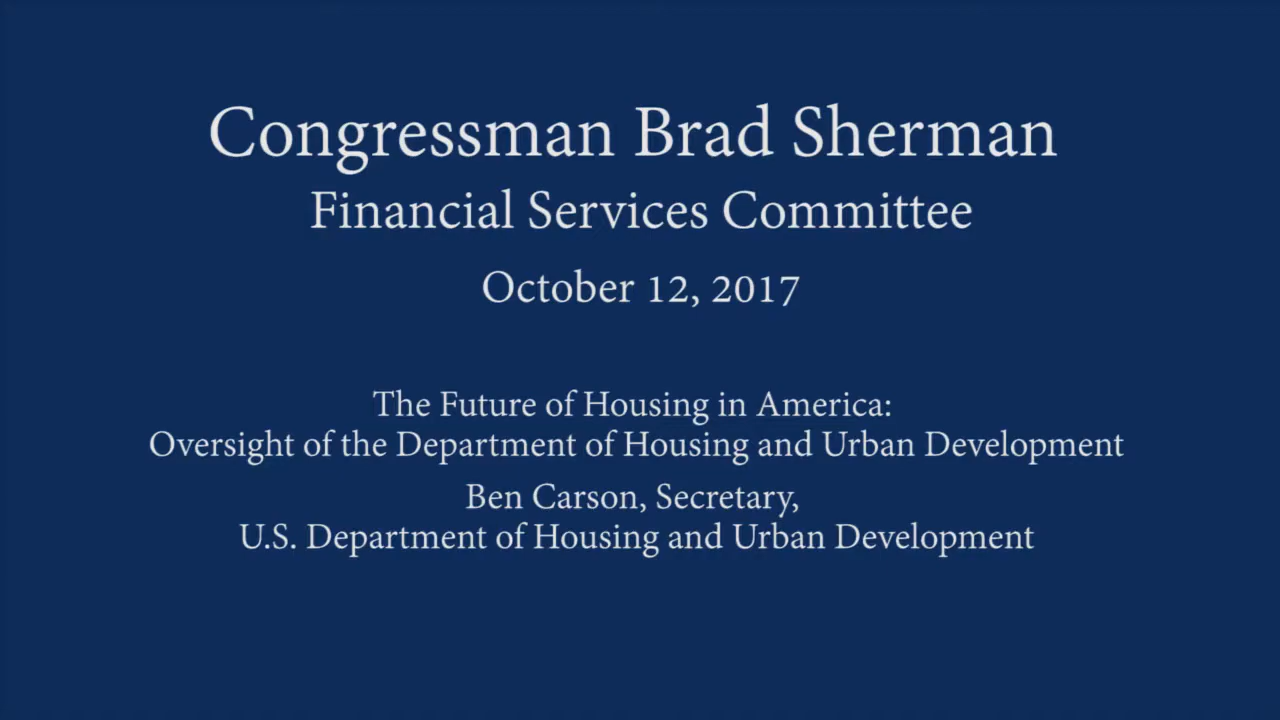 Congressman Brad Sherman
Financial Services Committee
October 12, 2017
The Future of Housing in America:
Oversight of the Department of Housing and Urban Development
Ben Carson, Secretary,
U.S. Department of Housing and Urban Development